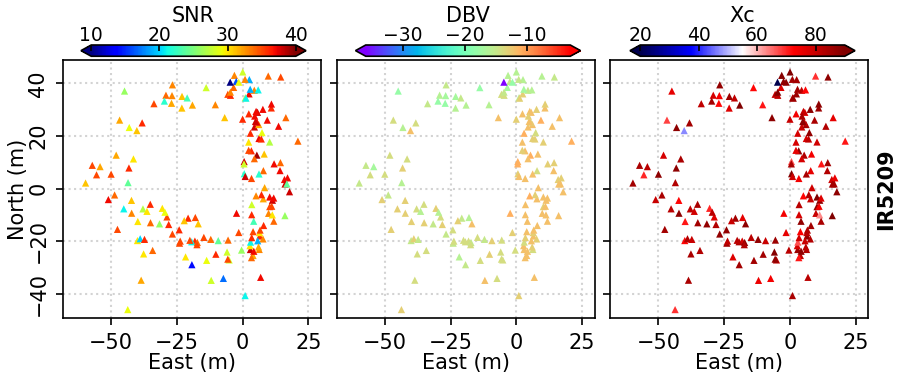 SNR
10 20 30 40
DBV
−30 −20 −10
Xc
20 40 60 80
North (m)
40
20
0
−20
−40
−50 −25 0 25
East (m)
−50 −25 0 25
East (m)
−50 −25 0 25
East (m)
IR5209